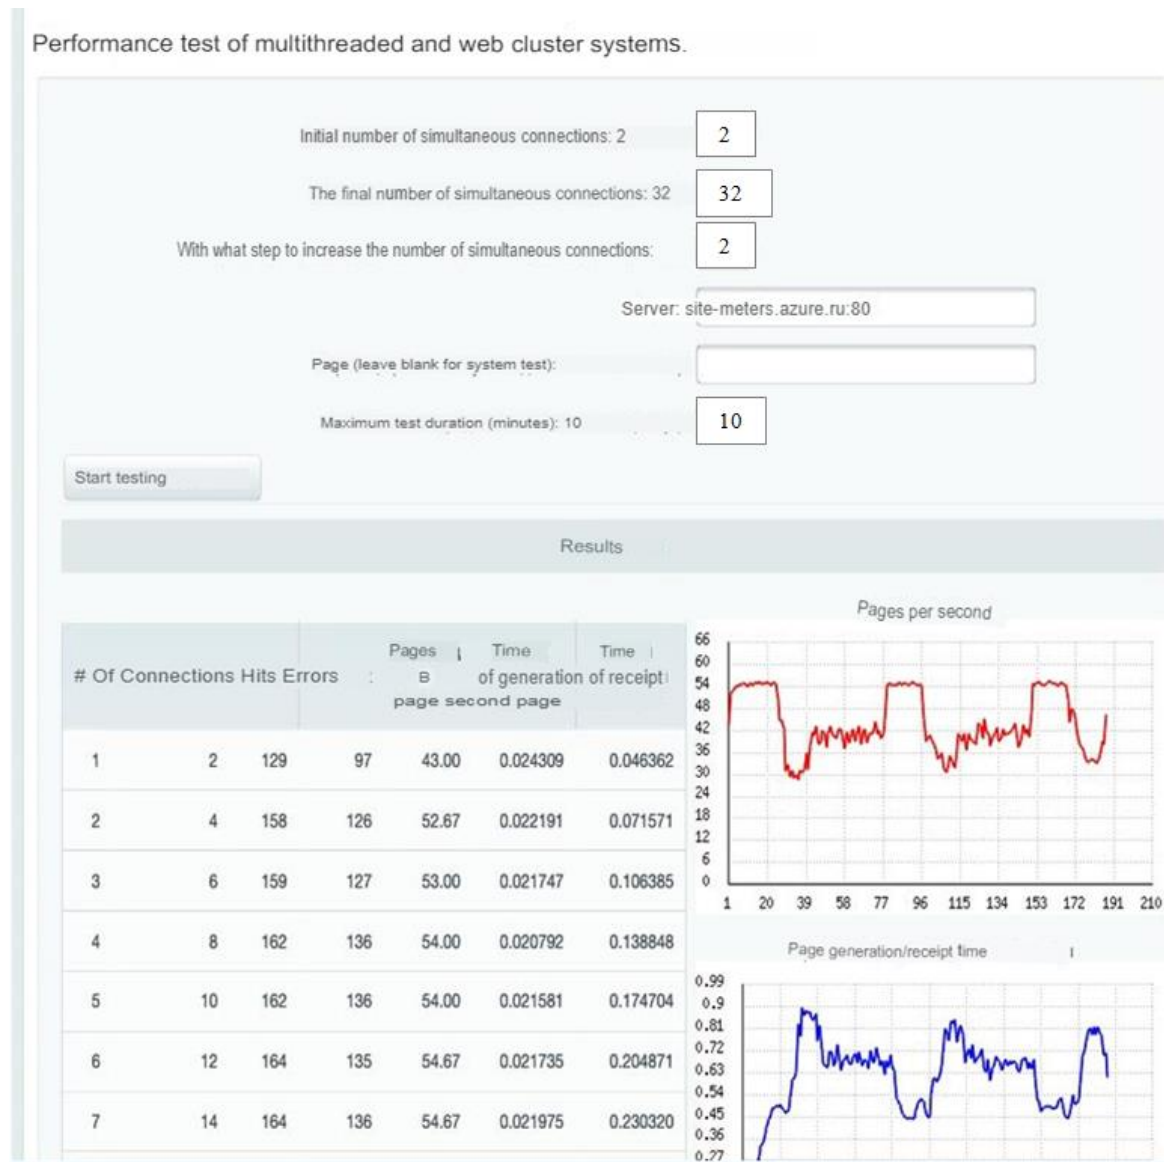 Performance test of multithreaded and web cluster systems.
Initial number of simultaneous connections: 2
2
The final number of simultaneous connections: 32
32
With what step to increase the number of simultaneous connections:
2
Server: site-meters.azure.ru:80
Page (leave blank for system test):
Maximum test duration (minutes): 10
10
Start testing
Results
# Of Connections Hits Errors : Pages Time Time
B of generation of receipt
page second page
1 2 129 97 43.00 0.024309 0.046362
2 4 158 126 52.67 0.022191 0.071571
3 6 159 127 53.00 0.021747 0.106385
4 8 162 136 54.00 0.020792 0.138848
5 10 162 136 54.00 0.021581 0.174704
6 12 164 135 54.67 0.021735 0.204871
7 14 164 136 54.67 0.021975 0.230320
Pages per second
66
60
54
48
42
36
30
24
18
12
6
0
1 20 39 58 77 96 115 134 153 172 191 210
Page generation/receipt time
0.99
0.9
0.81
0.72
0.63
0.54
0.45
0.36
0.27